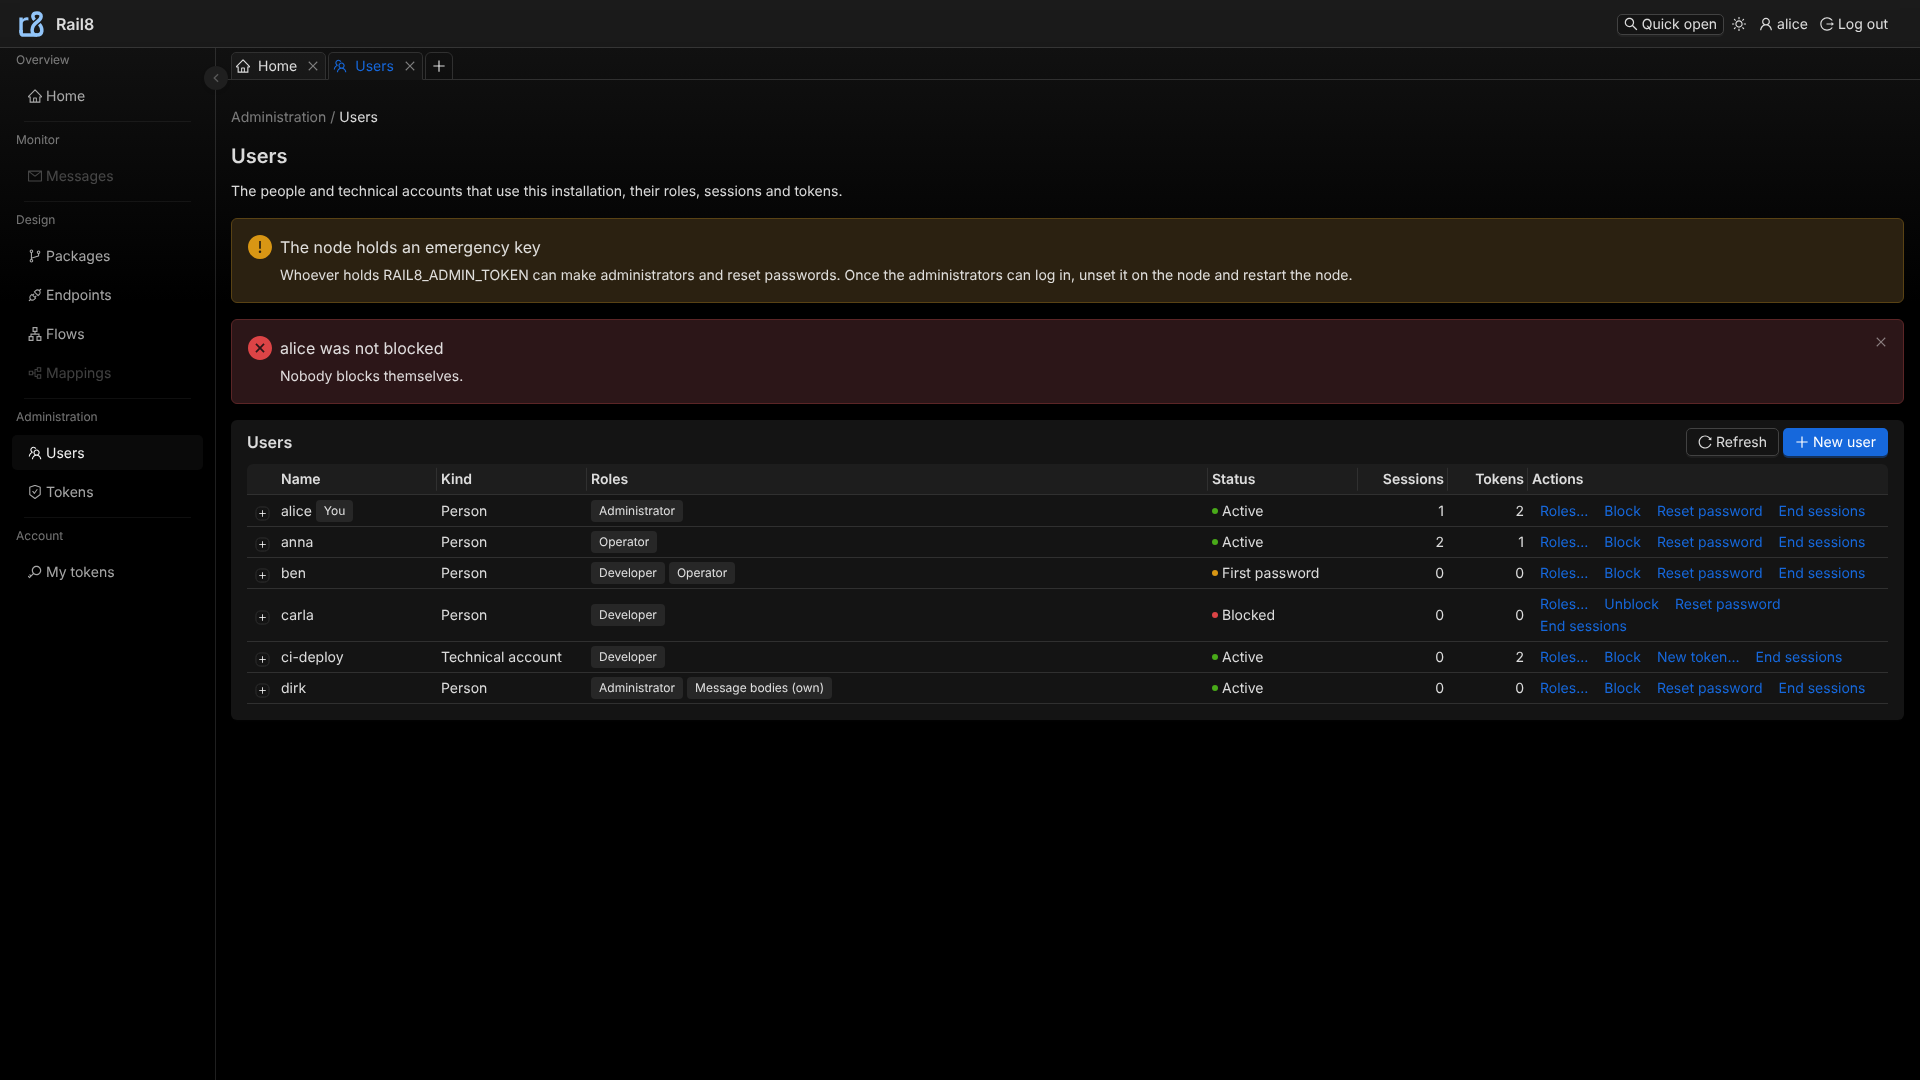 r8 Rail8
Quick open alice Log out
Overview
Home
Monitor
Messages
Design
Packages
Endpoints
Flows
Mappings
Administration
Users
Tokens
Account
My tokens
Home Users
Administration / Users
Users
The people and technical accounts that use this installation, their roles, sessions and tokens.
The node holds an emergency key
Whoever holds RAIL8_ADMIN_TOKEN can make administrators and reset passwords. Once the administrators can log in, unset it on the node and restart the node.
alice was not blocked
Nobody blocks themselves.
Users Refresh New user
Name Kind Roles Status Sessions Tokens Actions
alice You Person Administrator Active 1 2 Roles... Block Reset password End sessions
anna Person Operator Active 2 1 Roles... Block Reset password End sessions
ben Person Developer Operator First password 0 0 Roles... Block Reset password End sessions
carla Person Developer Blocked 0 0 Roles... Unblock Reset password
End sessions
ci-deploy Technical account Developer Active 0 2 Roles... Block New token... End sessions
dirk Person Administrator Message bodies (own) Active 0 0 Roles... Block Reset password End sessions